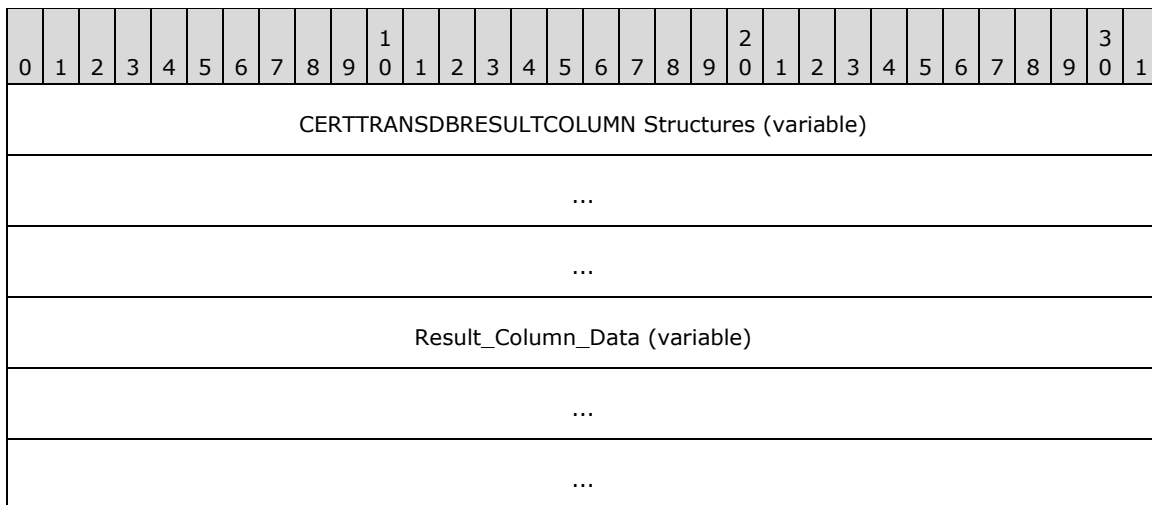 1 2 3
0 1 2 3 4 5 6 7 8 9 0 1 2 3 4 5 6 7 8 9 0 1 2 3 4 5 6 7 8 9 0 1
CERTTRANSDBRESULTCOLUMN Structures (variable)
...
...
Result_Column_Data (variable)
...
...